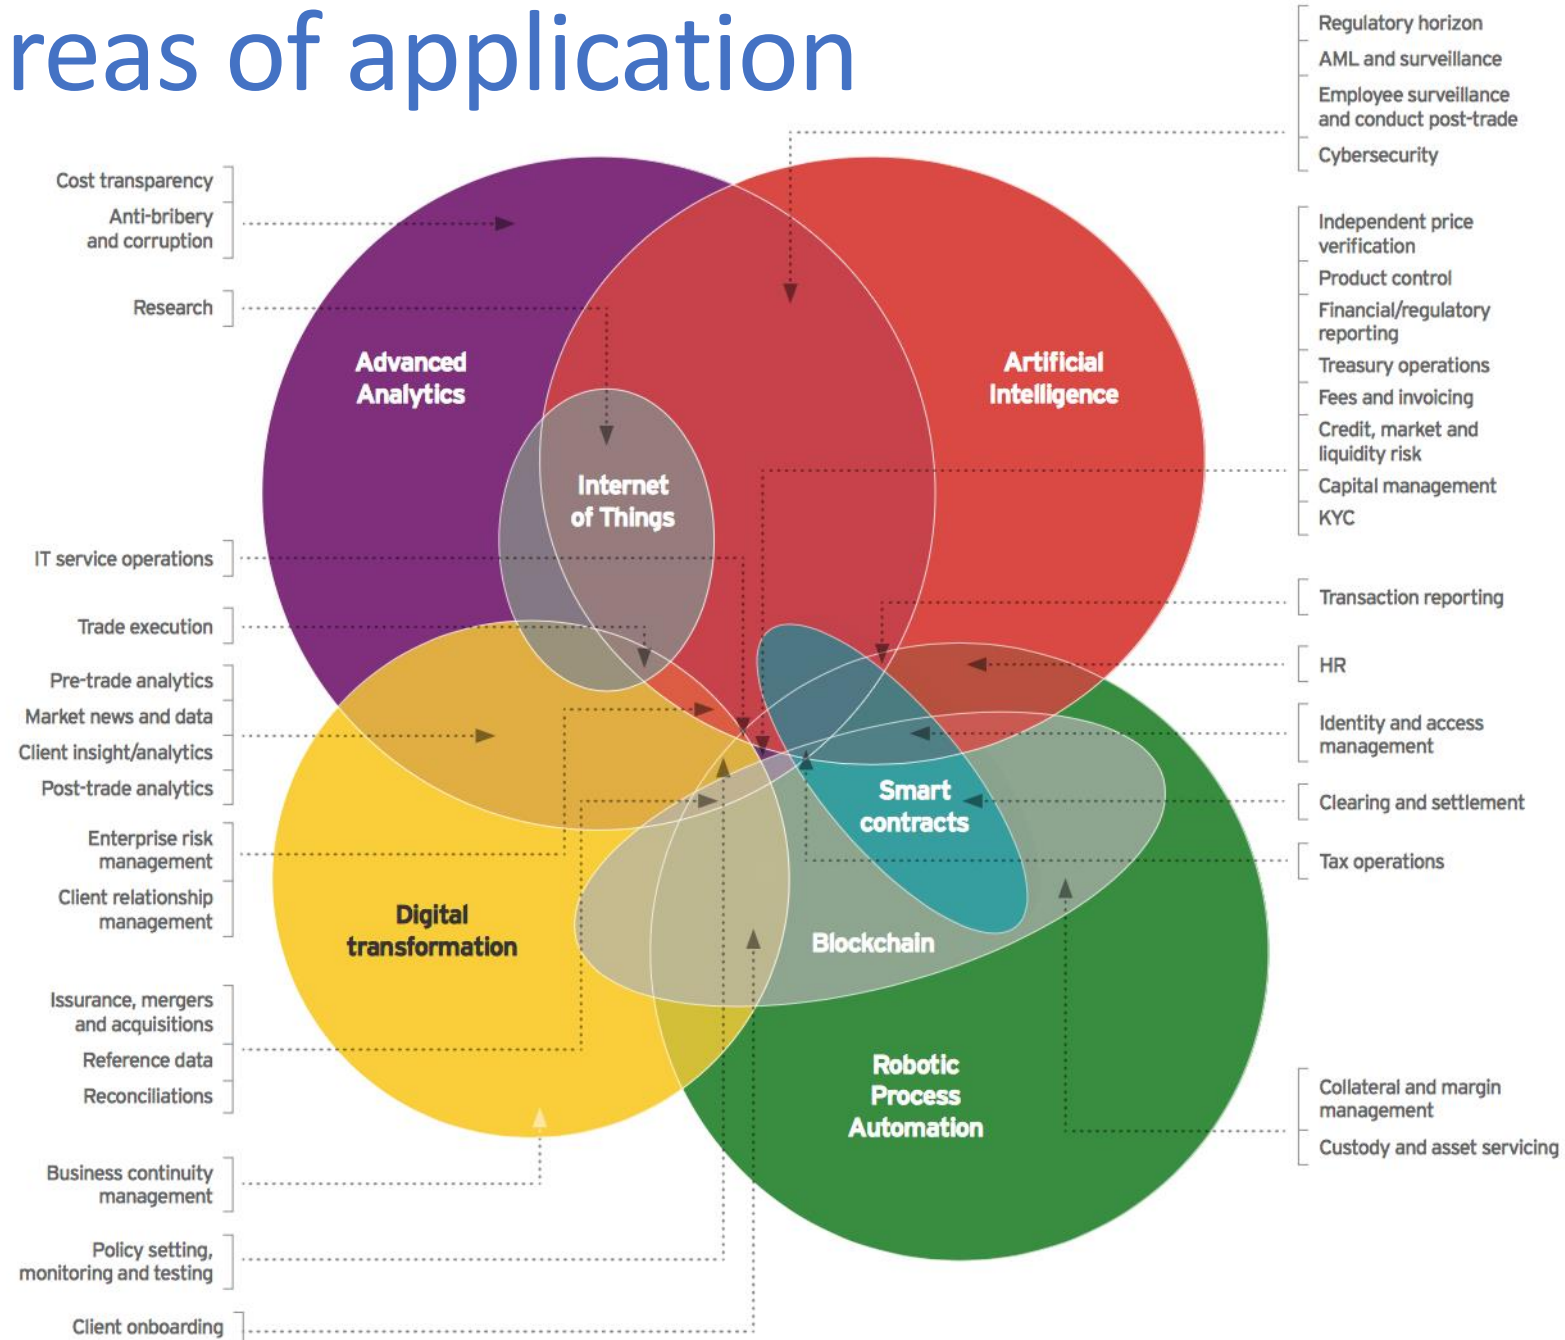 reas of application
Cost transparency
Anti-bribery
and corruption
Research
IT service operations
Trade execution
Pre-trade analytics
Market news and data
Client insight/analytics
Post-trade analytics
Enterprise risk
management
Client relationship
management
Issurance, mergers
and acquisitions
Reference data
Reconciliations
Business continuity
management
Policy setting,
monitoring and testing
Client onboarding
Advanced
Analytics
Artificial
Intelligence
Internet
of Things
Smart
contracts
Digital
transformation
Blockchain
Robotic
Process
Automation
Regulatory horizon
AML and surveillance
Employee surveillance
and conduct post-trade
Cybersecurity
Independent price
verification
Product control
Financial/regulatory
reporting
Treasury operations
Fees and invoicing
Credit, market and
liquidity risk
Capital management
KYC
Transaction reporting
HR
Identity and access
management
Clearing and settlement
Tax operations
Collateral and margin
management
Custody and asset servicing